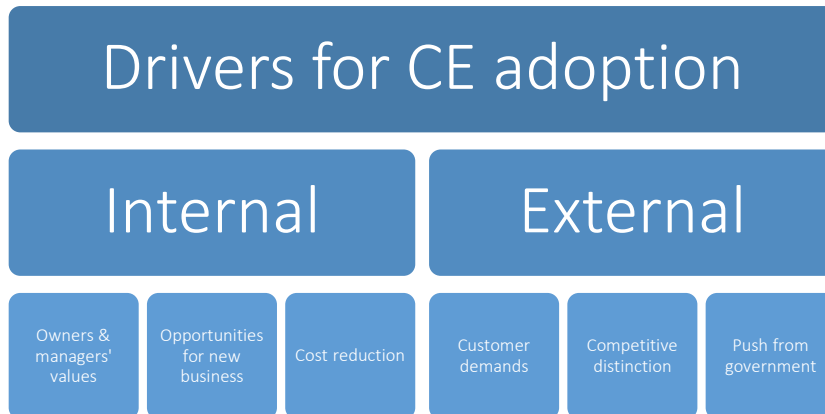 Drivers for CE adoption
Internal
External
Owners &
managers'
values
Opportunities
for new
business
Cost reduction
Customer
demands
Competitive
distinction
Push from
government